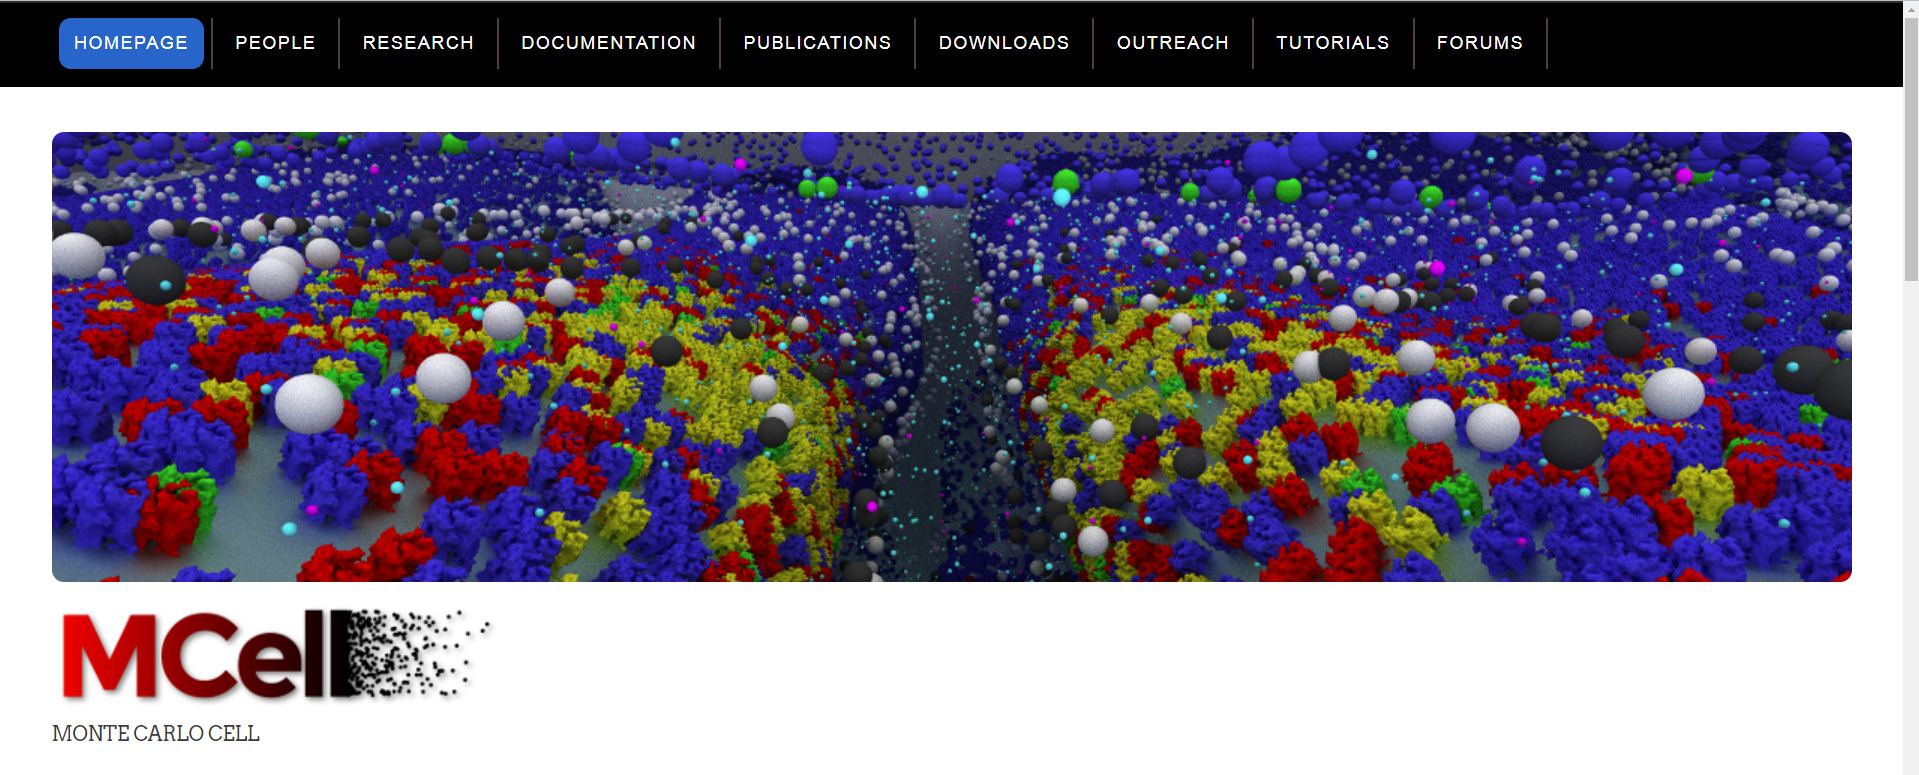 HOMEPAGE PEOPLE RESEARCH DOCUMENTATION PUBLICATIONS DOWNLOADS OUTREACH TUTORIALS FORUMS
MCell
MONTE CARLO CELL